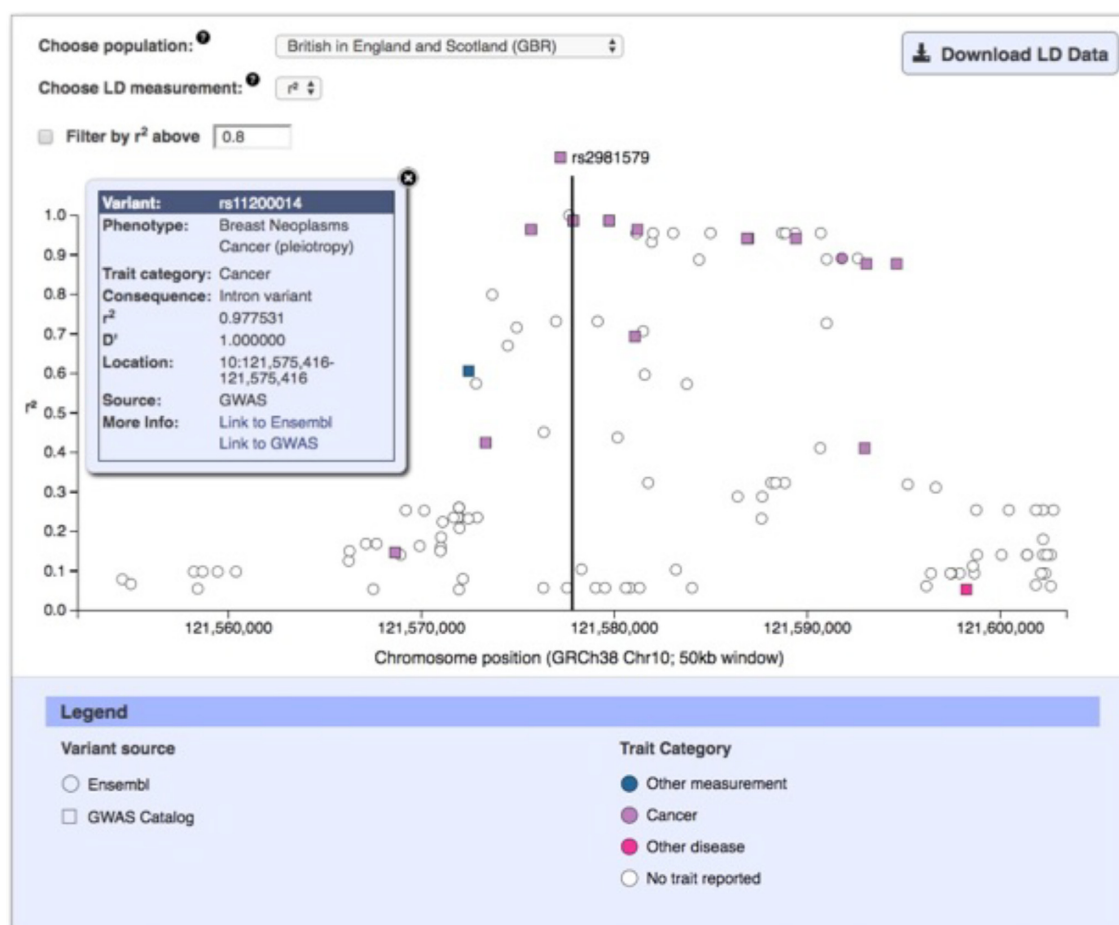 Choose population: ?
British in England and Scotland (GBR)
Download LD Data
Choose LD measurement: ?
r²
Filter by r² above 0.8
rs2981579
Variant: rs11200014
Phenotype: Breast Neoplasms
Cancer (pleiotropy)
Trait category: Cancer
Consequence: Intron variant
r² 0.977531
D' 1.000000
Location: 10:121,575,416-
121,575,416
Source: GWAS
More Info: Link to Ensembl
Link to GWAS
1.0
0.9
0.8
0.7
0.6
0.5
0.4
0.3
0.2
0.1
0.0
r²
121,560,000 121,570,000 121,580,000 121,590,000 121,600,000
Chromosome position (GRCh38 Chr10; 50kb window)
Legend
Variant source
Ensembl
GWAS Catalog
Trait Category
Other measurement
Cancer
Other disease
No trait reported